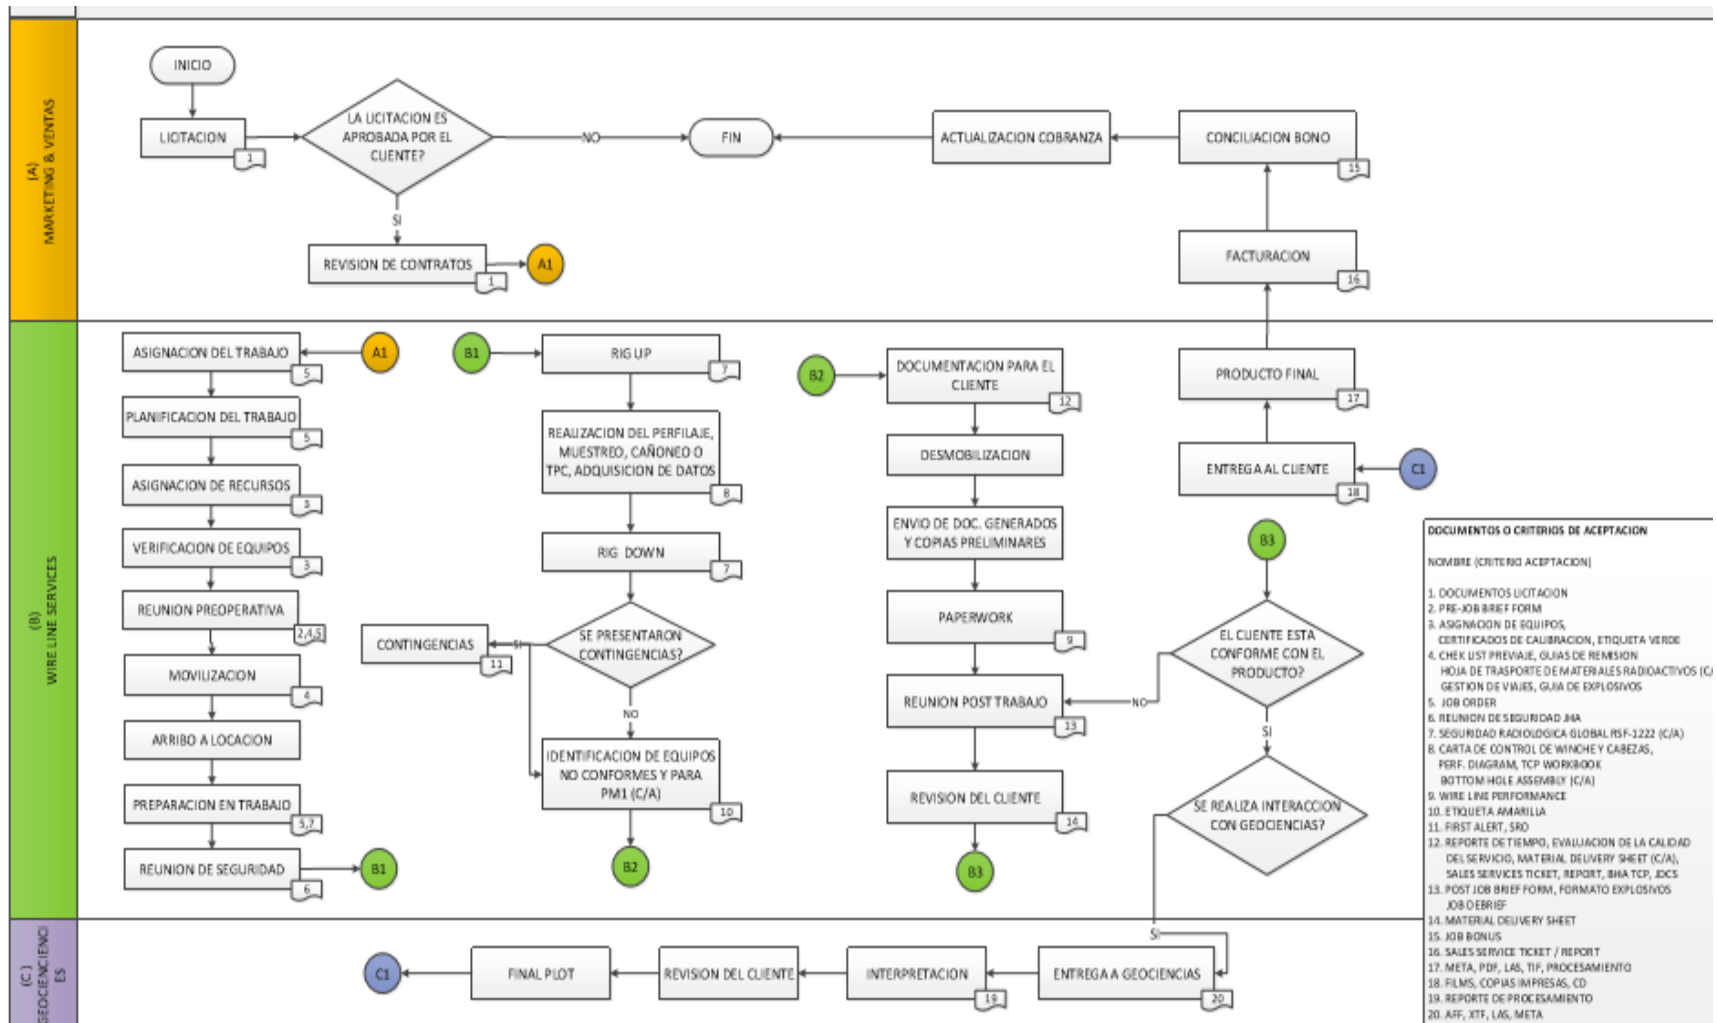 (A)
MARKETING & VENTAS
INICIO
LICITACION
1
LA LICITACION ES
APROBADA POR EL
CLIENTE?
NO
FIN
ACTUALIZACION COBRANZA
CONCILIACION BONO
15
SI
REVISION DE CONTRATOS
1
A1
FACTURACION
16
(B)
WIRE LINE SERVICES
ASIGNACION DEL TRABAJO
5
A1
PLANIFICACION DEL TRABAJO
5
ASIGNACION DE RECURSOS
3
VERIFICACION DE EQUIPOS
3
REUNION PREOPERATIVA
2,4,5
MOVILIZACION
4
ARRIBO A LOCACION
PREPARACION EN TRABAJO
5,7
REUNION DE SEGURIDAD
6
B1
B1
RIG UP
7
REALIZACION DEL PERFILAJE,
MUESTREO, CAÑONEO O
TPC, ADQUISICION DE DATOS
8
RIG DOWN
7
SE PRESENTARON
CONTINGENCIAS?
SI
CONTINGENCIAS
11
NO
IDENTIFICACION DE EQUIPOS
NO CONFORMES Y PARA
PM1 (C/A)
10
B2
B2
DOCUMENTACION PARA EL
CLIENTE
12
DESMOBILIZACION
ENVIO DE DOC. GENERADOS
Y COPIAS PRELIMINARES
PAPERWORK
9
REUNION POST TRABAJO
13
REVISION DEL CLIENTE
14
B3
PRODUCTO FINAL
17
ENTREGA AL CLIENTE
18
C1
B3
EL CLIENTE ESTA
CONFORME CON EL
PRODUCTO?
NO
SI
SE REALIZA INTERACCION
CON GEOCIENCIAS?
SI
DOCUMENTOS O CRITERIOS DE ACEPTACION
NOMBRE (CRITERIO ACEPTACION)
1. DOCUMENTOS LICITACION
2. PRE-JOB BRIEF FORM
3. ASIGNACION DE EQUIPOS,
CERTIFICADOS DE CALIBRACION, ETIQUETA VERDE
4. CHEK LIST PREVIAJE, GUIAS DE REMISION
HOJA DE TRASPORTE DE MATERIALES RADIOACTIVOS (C/
GESTION DE VIAJES, GUIA DE EXPLOSIVOS
5. JOB ORDER
6. REUNION DE SEGURIDAD JHA
7. SEGURIDAD RADIOLOGICA GLOBAL RSF-1222 (C/A)
8. CARTA DE CONTROL DE WINCHE Y CABEZAS,
PERF. DIAGRAM, TCP WORKBOOK
BOTTOM HOLE ASSEMBLY (C/A)
9. WIRE LINE PERFORMANCE
10. ETIQUETA AMARILLA
11. FIRST ALERT, SRO
12. REPORTE DE TIEMPO, EVALUACION DE LA CALIDAD
DEL SERVICIO, MATERIAL DELIVERY SHEET (C/A),
SALES SERVICES TICKET, REPORT, BHA TCP, JDCS
13. POST JOB BRIEF FORM, FORMATO EXPLOSIVOS
JOB DEBRIEF
14. MATERIAL DELIVERY SHEET
15. JOB BONUS
16. SALES SERVICE TICKET / REPORT
17. META, PDF, LAS, TIF, PROCESAMIENTO
18. FILMS, COPIAS IMPRESAS, CD
19. REPORTE DE PROCESAMIENTO
20. AFF, XTF, LAS, META
(C)
GEOCIENCIENCI
ES
C1
FINAL PLOT
REVISION DEL CLIENTE
INTERPRETACION
19
ENTREGA A GEOCIENCIAS
20